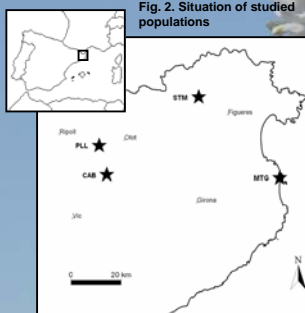 Fig. 2. Situation of studied
populations
STM
Figueres
Ripoll
Olot
PLL
CAB
MTG
Girona
Vic
N
0 20 km